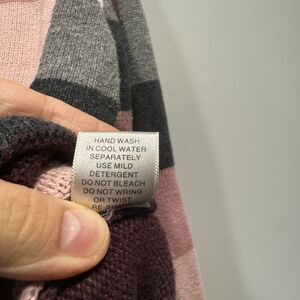 HAND WASH
IN COOL WATER
SEPARATELY
USE MILD
DETERGENT
DO NOT BLEACH
DO NOT WRING
OR TWIST